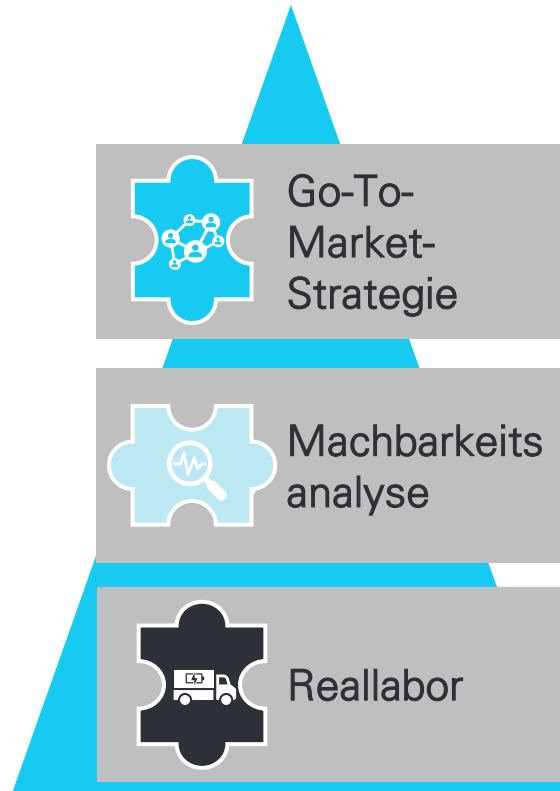 Go-To-
Market-
Strategie
Machbarkeits
analyse
Reallabor